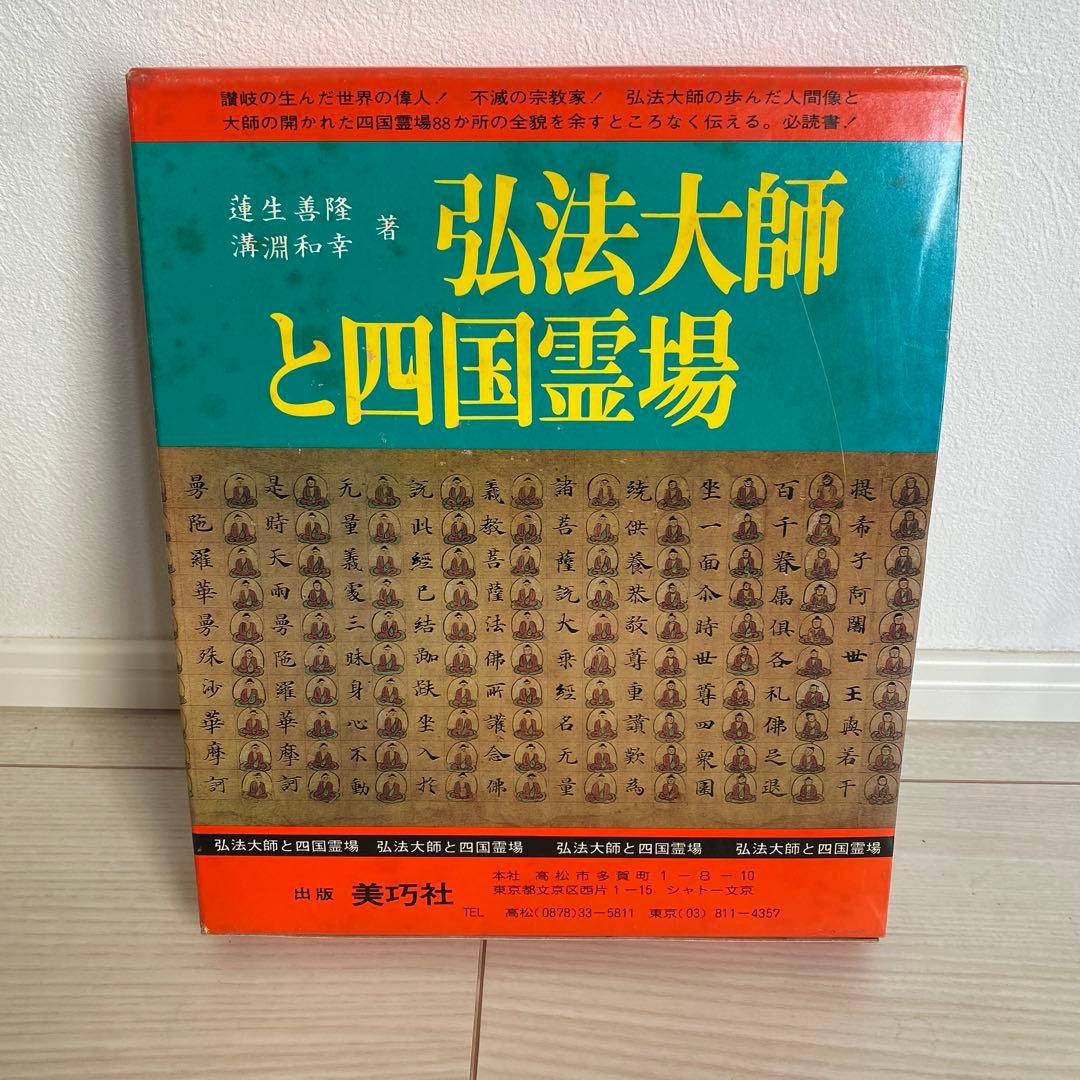 讃岐の生んだ世界の偉人！ 不滅の宗教家！ 弘法大師の歩んだ人間像と
大師の開かれた四国霊場88か所の全貌を余すところなく伝える。必読書！
弘法大師
と四国霊場
蓮生善隆
溝淵和幸
著
提希子阿闍世王與若干
百千眷属俱各礼佛足退
坐一面尒時世尊四衆圍
繞供養恭敬尊重讃歎為
諸菩薩説大乗經名无量
義教菩薩法佛所護念佛
説此經已結跏趺坐入於
无量義處三昧身心不動
是時天雨曼陁羅華摩訶
曼陁羅華曼殊沙華摩訶
弘法大師と四国霊場 弘法大師と四国霊場 弘法大師と四国霊場 弘法大師と四国霊場
出版 美巧社
本社 高松市多賀町1－8－10
東京都文京区西片1－15 シャトー文京
TEL 高松(0878)33－5811 東京(03) 811－4357